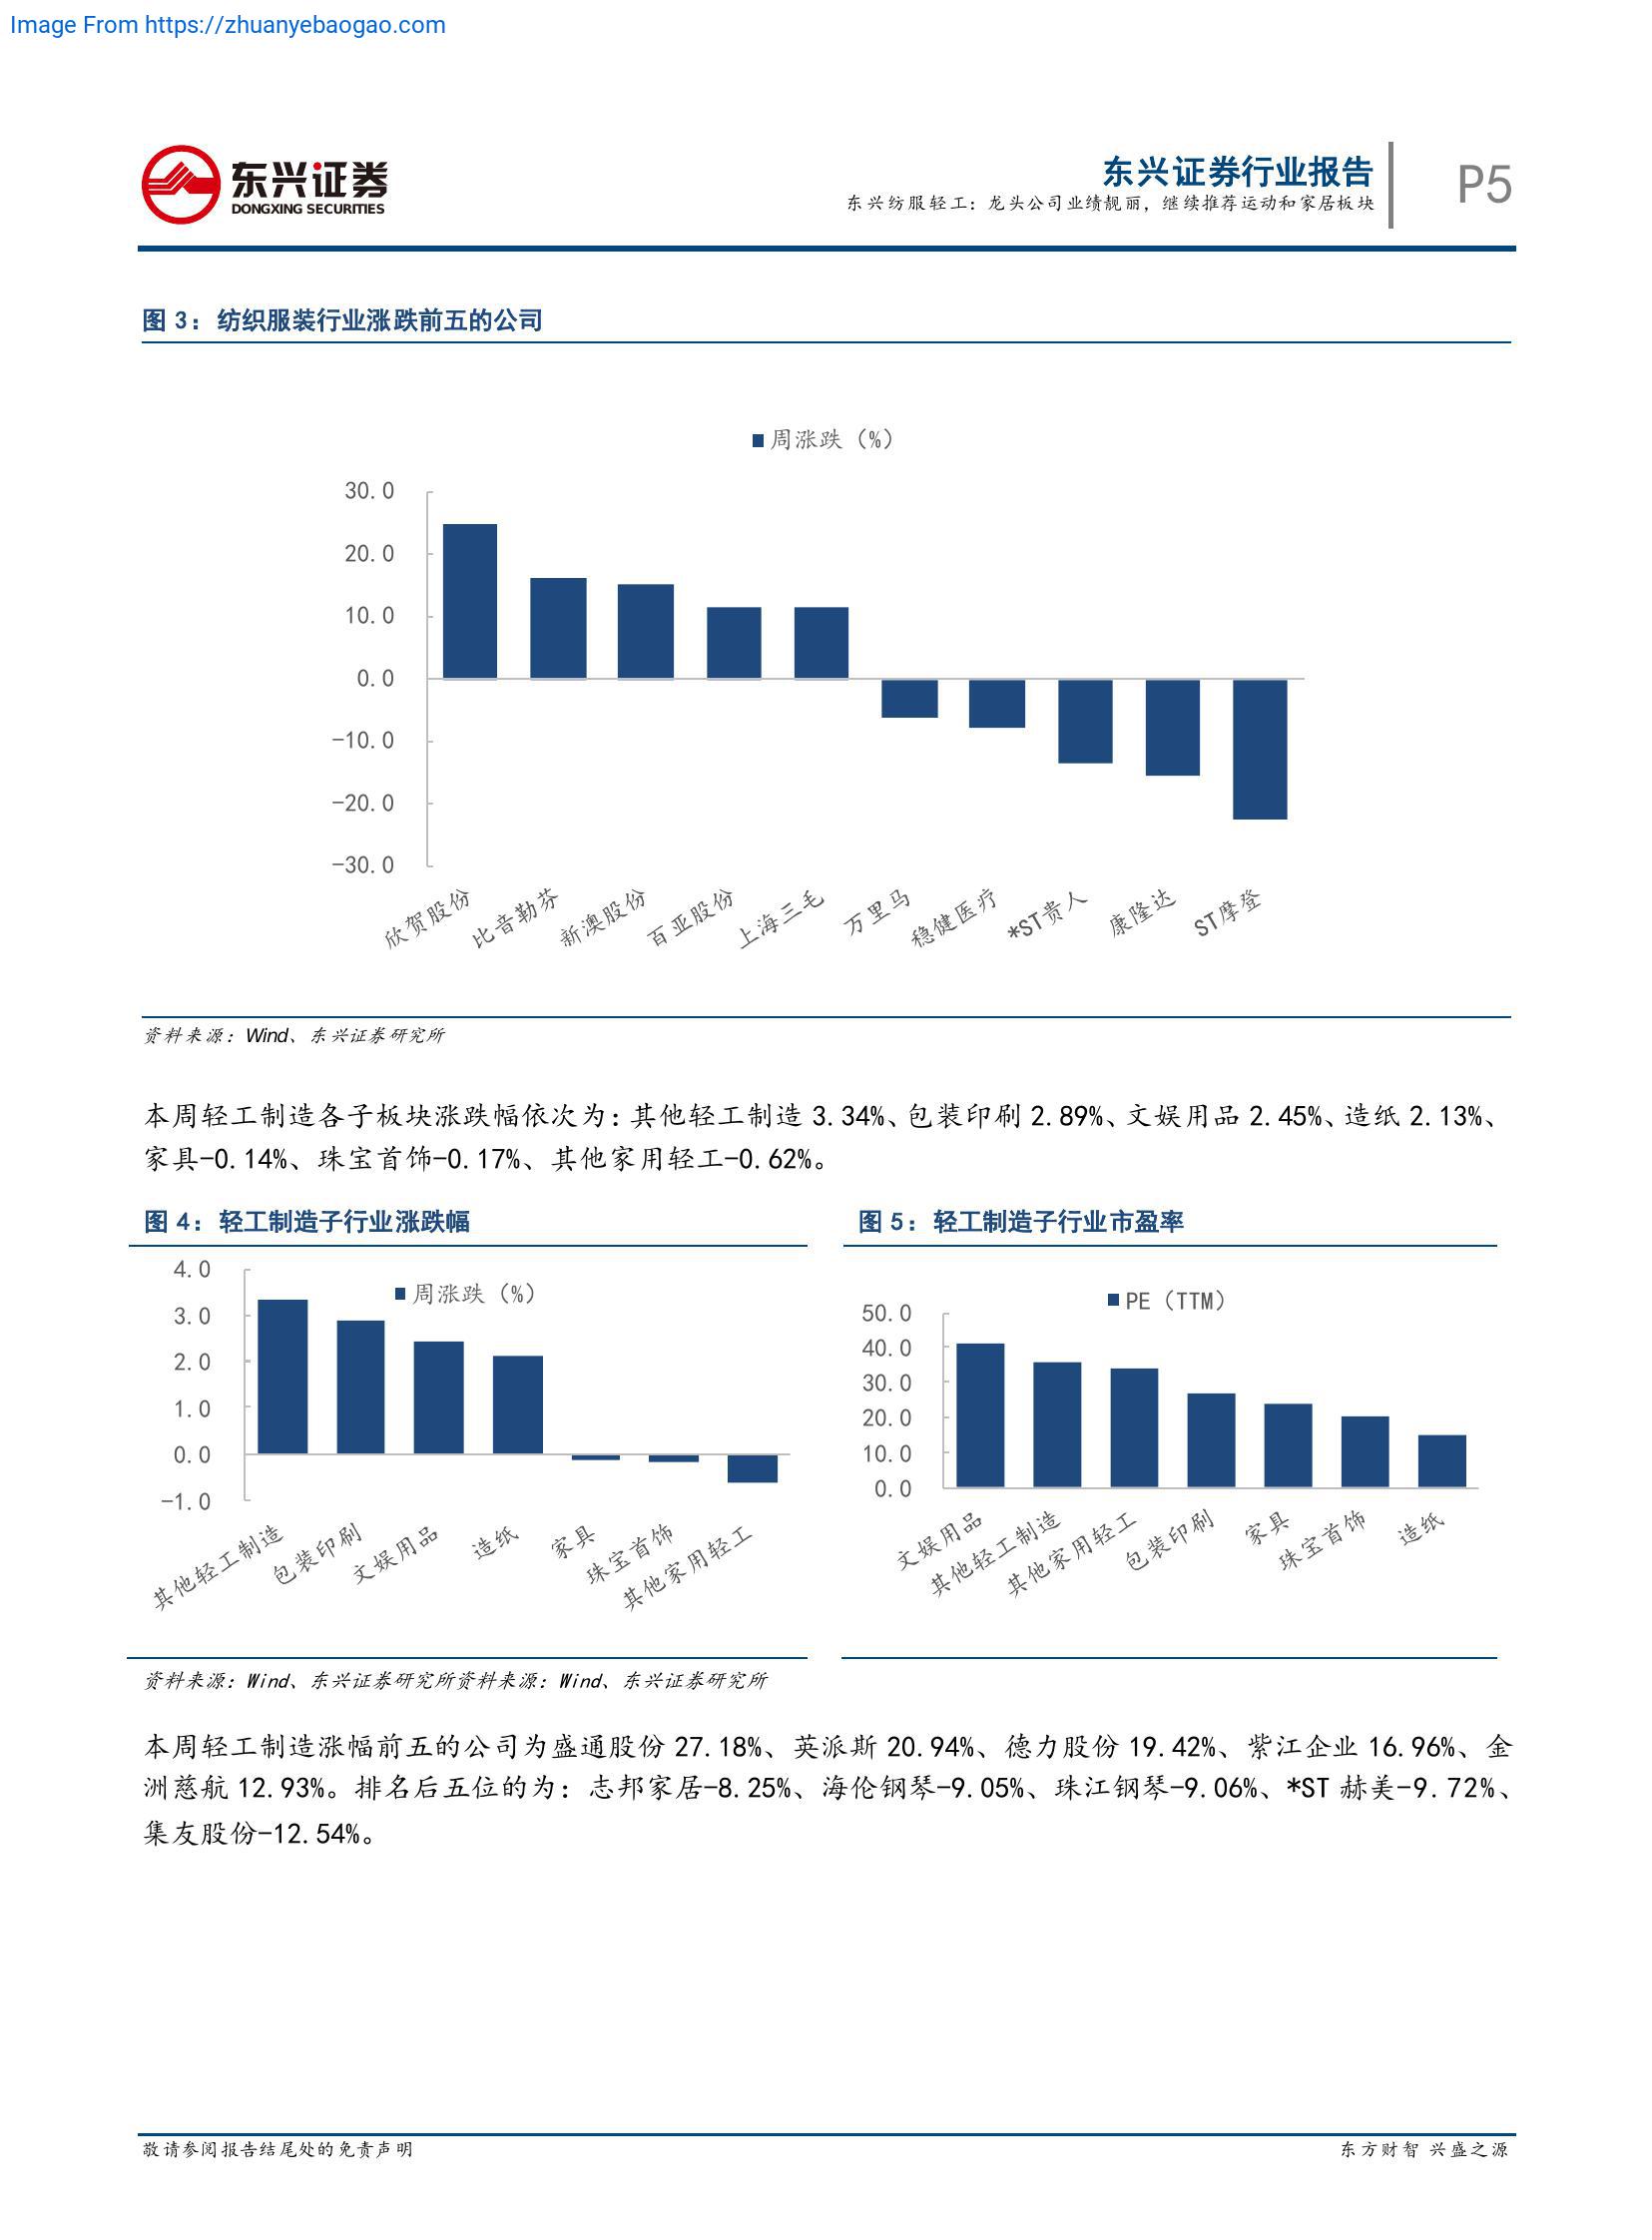 Image From https://zhuanyebaogao.com
东兴证券
DONGXING SECURITIES
东兴证券行业报告
东兴纺服轻工：龙头公司业绩靓丽，继续推荐运动和家居板块
P5
图 3：纺织服装行业涨跌前五的公司
周涨跌（%）
30.0
20.0
10.0
0.0
-10.0
-20.0
-30.0
欣贺股份
比音勒芬
新澳股份
百亚股份
上海三毛
万里马
稳健医疗
*ST贵人
康隆达
ST摩登
资料来源：Wind、东兴证券研究所
本周轻工制造各子板块涨跌幅依次为：其他轻工制造 3.34%、包装印刷 2.89%、文娱用品 2.45%、造纸 2.13%、
家具-0.14%、珠宝首饰-0.17%、其他家用轻工-0.62%。
图 4：轻工制造子行业涨跌幅
周涨跌（%）
4.0
3.0
2.0
1.0
0.0
-1.0
其他轻工制造
包装印刷
文娱用品
造纸
家具
珠宝首饰
其他家用轻工
图 5：轻工制造子行业市盈率
PE（TTM）
50.0
40.0
30.0
20.0
10.0
0.0
文娱用品
其他轻工制造
其他家用轻工
包装印刷
家具
珠宝首饰
造纸
资料来源：Wind、东兴证券研究所资料来源：Wind、东兴证券研究所
本周轻工制造涨幅前五的公司为盛通股份 27.18%、英派斯 20.94%、德力股份 19.42%、紫江企业 16.96%、金
洲慈航 12.93%。排名后五位的为：志邦家居-8.25%、海伦钢琴-9.05%、珠江钢琴-9.06%、*ST 赫美-9.72%、
集友股份-12.54%。
敬请参阅报告结尾处的免责声明
东方财智 兴盛之源